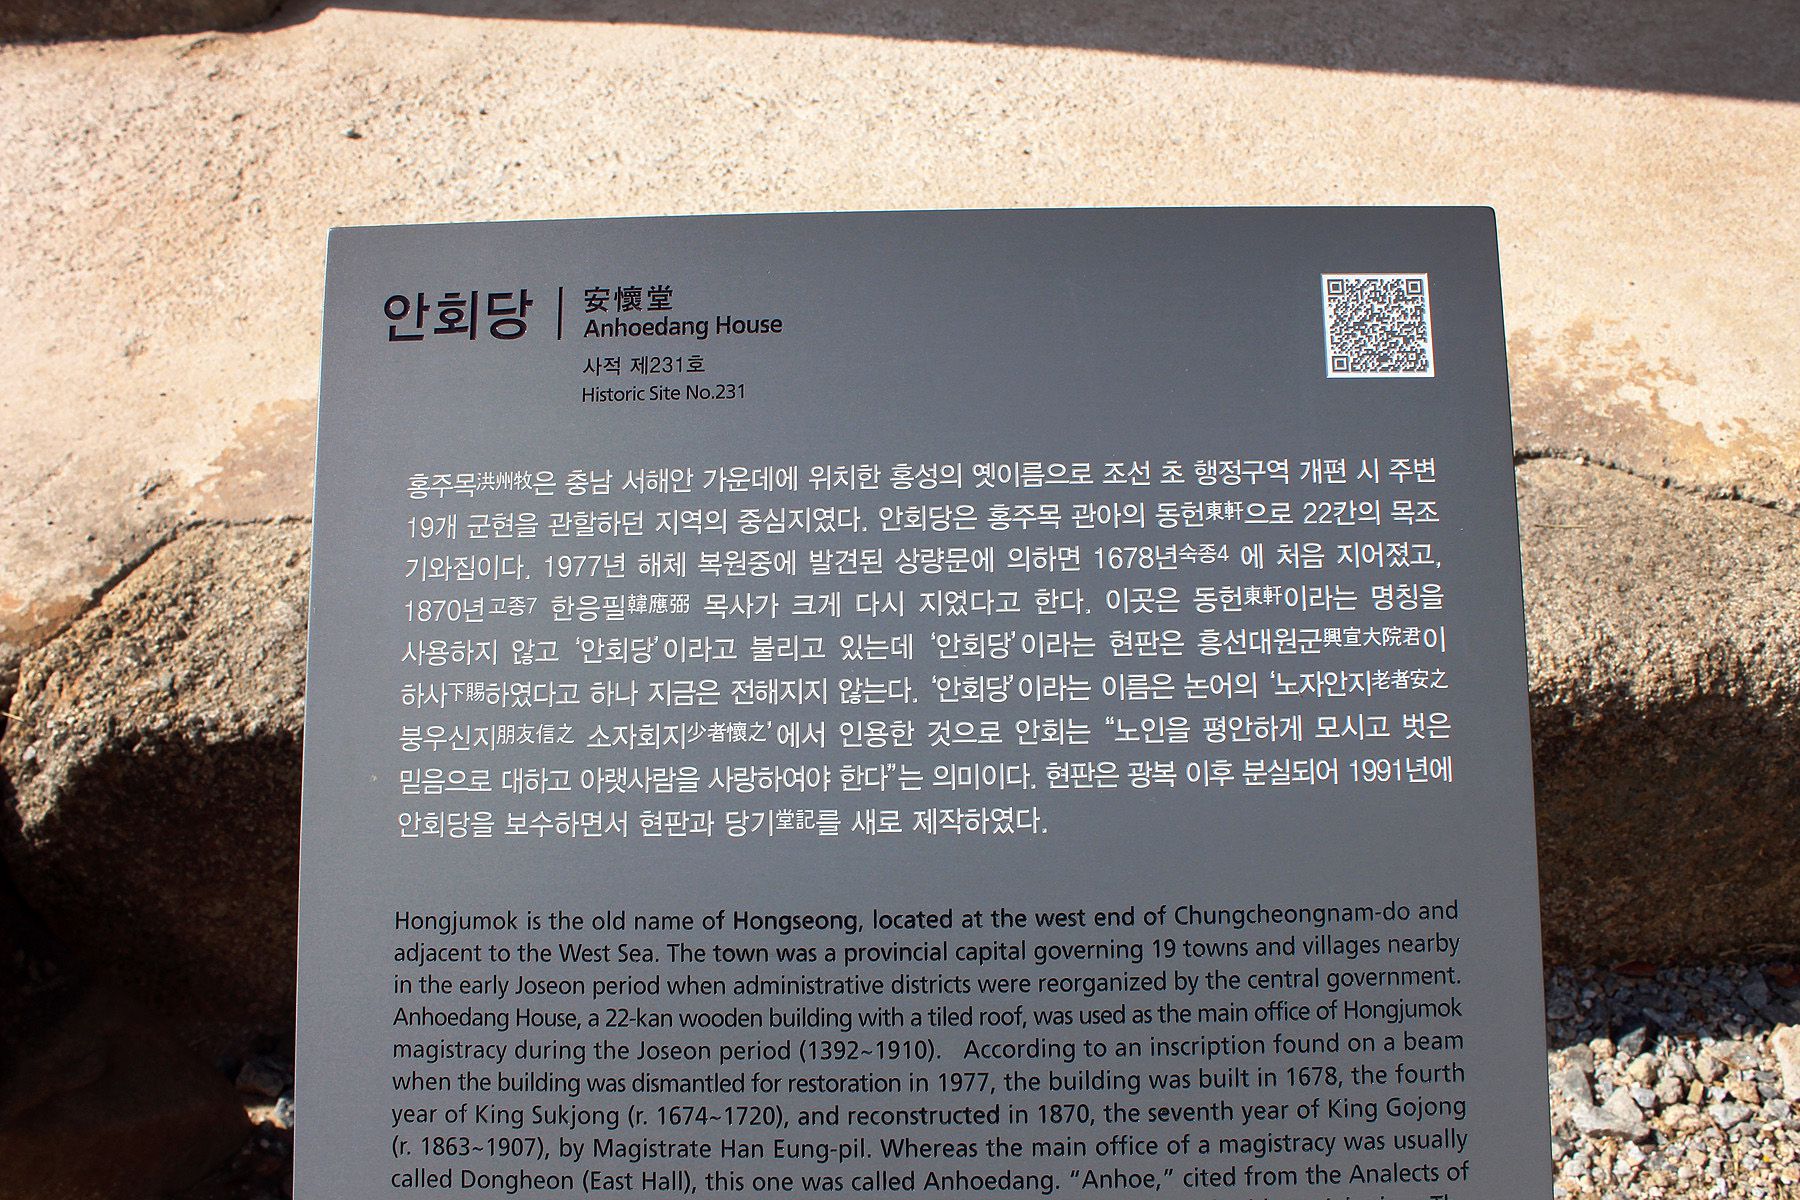 안회당
安懷堂
Anhoedang House
사적 제231호
Historic Site No.231
홍주목洪州牧은 충남 서해안 가운데에 위치한 홍성의 옛이름으로 조선 초 행정구역 개편 시 주변
19개 군현을 관할하던 지역의 중심지였다. 안회당은 홍주목 관아의 동헌東軒으로 22칸의 목조
기와집이다. 1977년 해체 복원중에 발견된 상량문에 의하면 1678년숙종4 에 처음 지어졌고,
1870년고종7 한응필韓應弼 목사가 크게 다시 지었다고 한다. 이곳은 동헌東軒이라는 명칭을
사용하지 않고 ‘안회당’이라고 불리고 있는데 ‘안회당’이라는 현판은 흥선대원군興宣大院君이
하사下賜하였다고 하나 지금은 전해지지 않는다. ‘안회당’이라는 이름은 논어의 ‘노자안지老者安之
붕우신지朋友信之 소자회지少者懷之’에서 인용한 것으로 안회는 “노인을 평안하게 모시고 벗은
믿음으로 대하고 아랫사람을 사랑하여야 한다”는 의미이다. 현판은 광복 이후 분실되어 1991년에
안회당을 보수하면서 현판과 당기堂記를 새로 제작하였다.
Hongjumok is the old name of Hongseong, located at the west end of Chungcheongnam-do and
adjacent to the West Sea. The town was a provincial capital governing 19 towns and villages nearby
in the early Joseon period when administrative districts were reorganized by the central government.
Anhoedang House, a 22-kan wooden building with a tiled roof, was used as the main office of Hongjumok
magistracy during the Joseon period (1392~1910). According to an inscription found on a beam
when the building was dismantled for restoration in 1977, the building was built in 1678, the fourth
year of King Sukjong (r. 1674~1720), and reconstructed in 1870, the seventh year of King Gojong
(r. 1863~1907), by Magistrate Han Eung-pil. Whereas the main office of a magistracy was usually
called Dongheon (East Hall), this one was called Anhoedang. “Anhoe,” cited from the Analects of